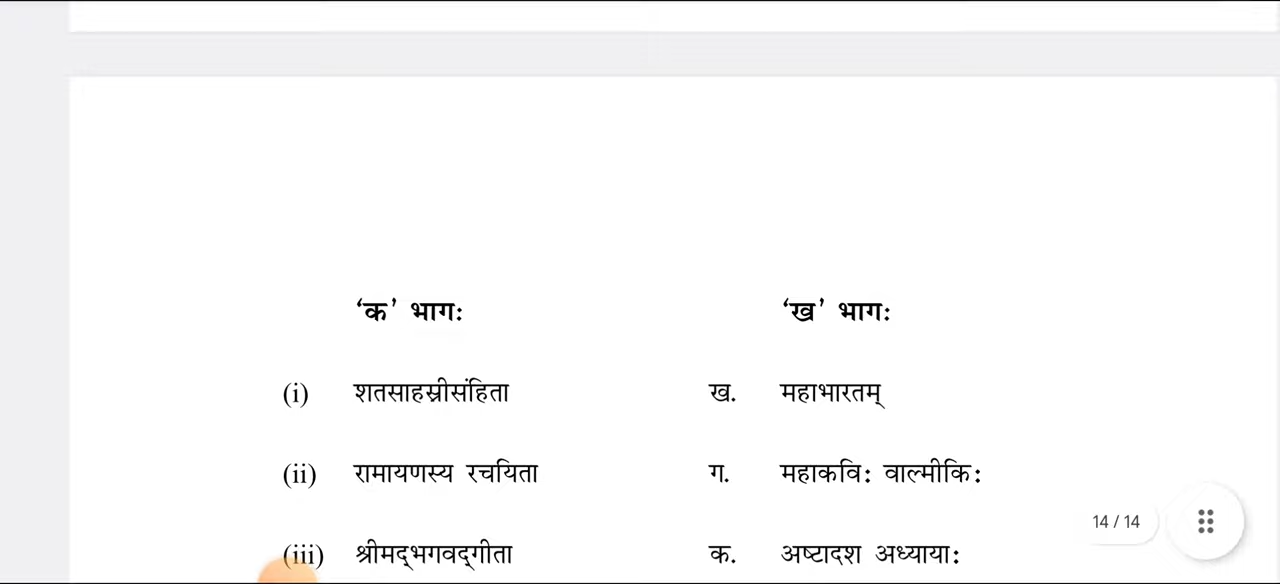 ‘क’ भागः ‘ख’ भागः
(i) शतसाहस्रीसंहिता ख. महाभारतम्
(ii) रामायणस्य रचयिता ग. महाकविः वाल्मीकिः
14 / 14
(iii) श्रीमद्भगवद्गीता क. अष्टादश अध्यायाः